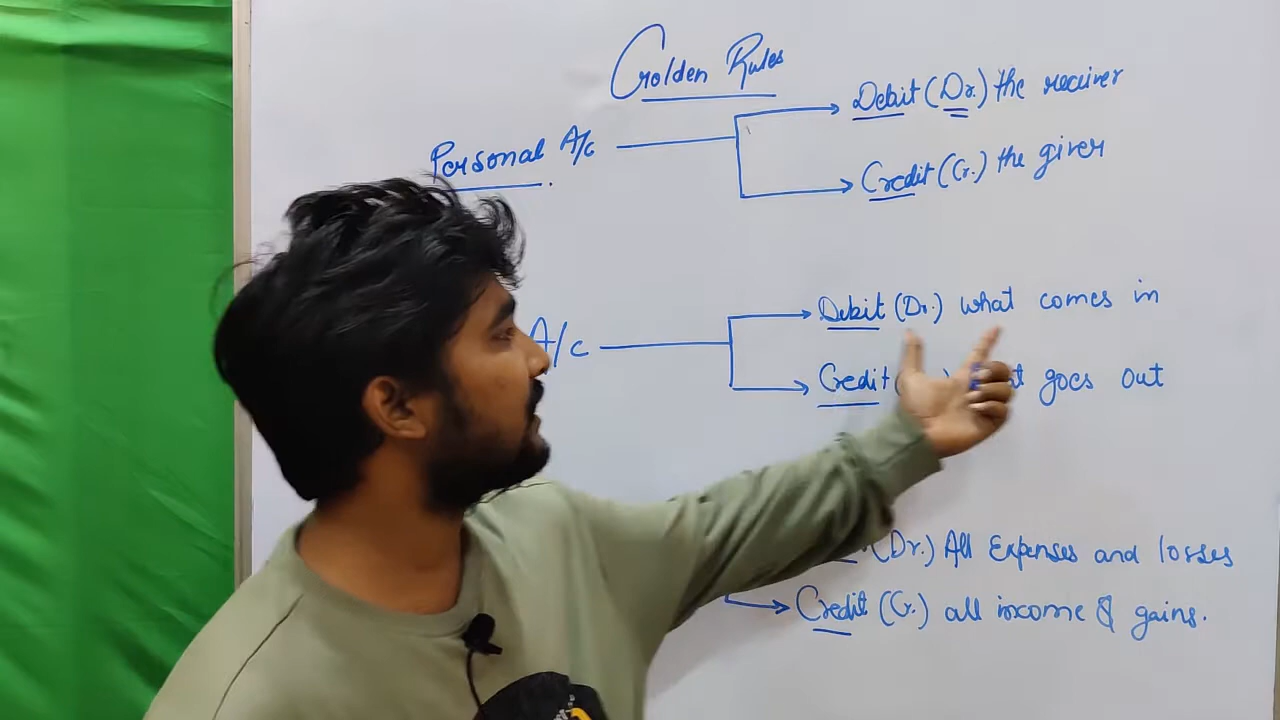 Golden Rules
Personal A/c
Debit (Dr.) the receiver
Credit (Cr.) the giver
A/c
Debit (Dr.) what comes in
Credit goes out
(Dr.) All Expenses and losses
Credit (Cr.) all income & gains.